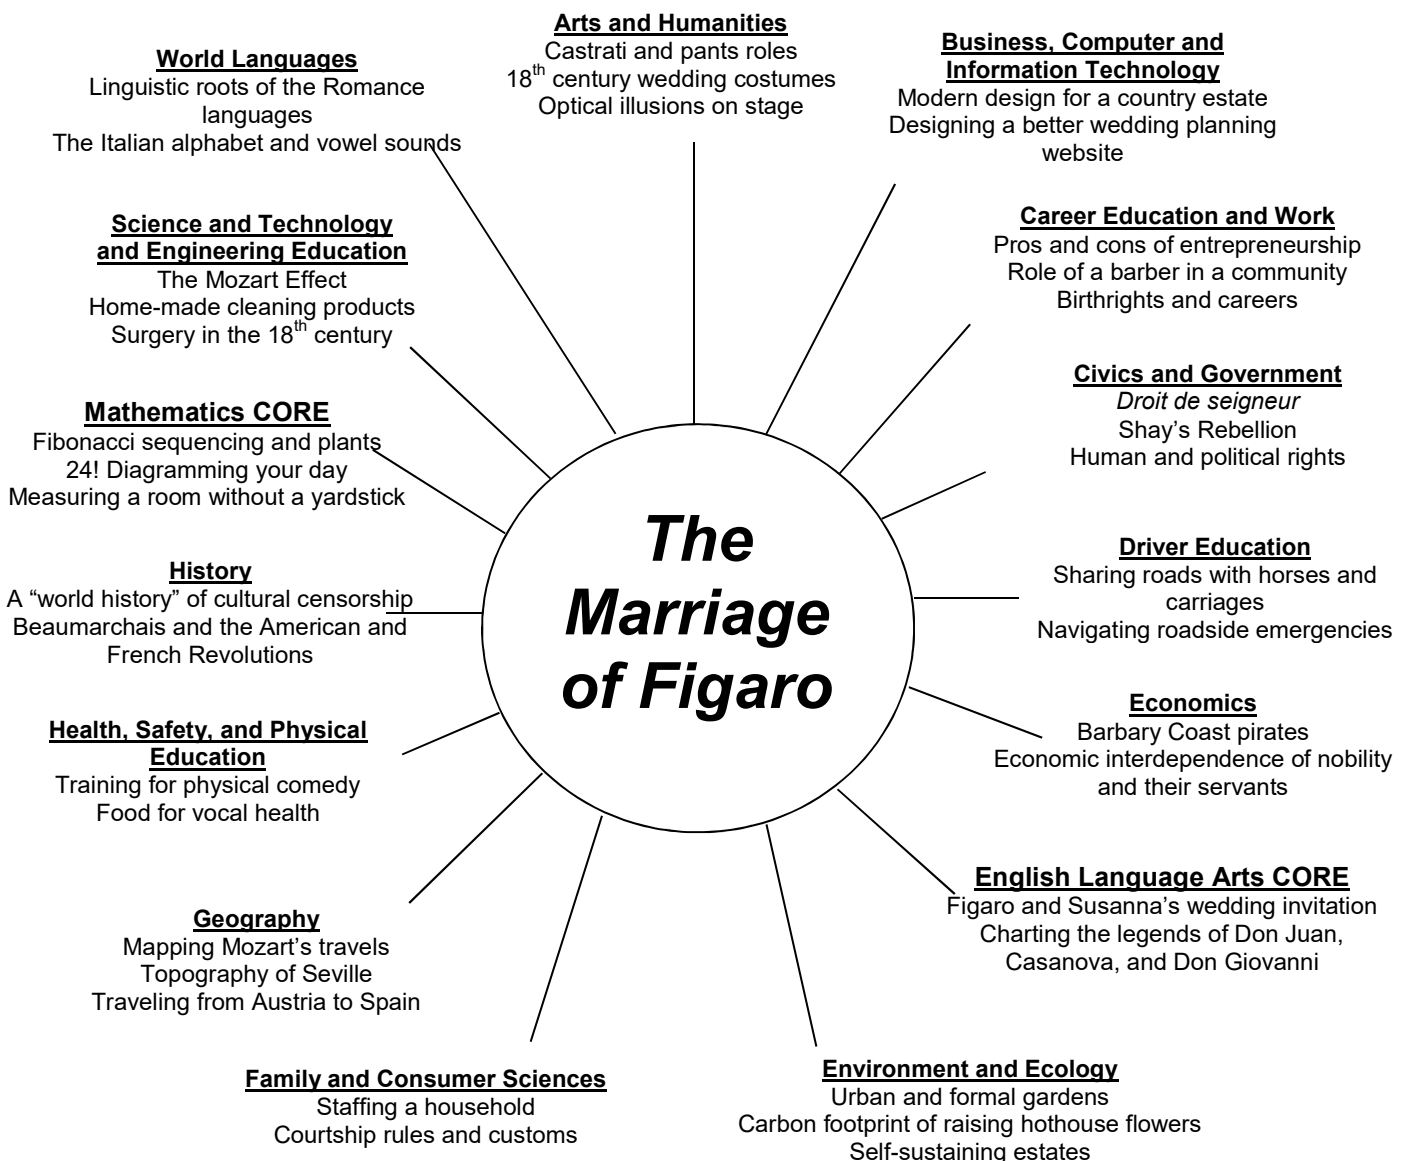 Arts and Humanities
Castrati and pants roles
18th century wedding costumes
Optical illusions on stage
Business, Computer and
Information Technology
Modern design for a country estate
Designing a better wedding planning
website
Career Education and Work
Pros and cons of entrepreneurship
Role of a barber in a community
Birthrights and careers
Civics and Government
Droit de seigneur
Shay’s Rebellion
Human and political rights
Driver Education
Sharing roads with horses and
carriages
Navigating roadside emergencies
Economics
Barbary Coast pirates
Economic interdependence of nobility
and their servants
English Language Arts CORE
Figaro and Susanna’s wedding invitation
Charting the legends of Don Juan,
Casanova, and Don Giovanni
Environment and Ecology
Urban and formal gardens
Carbon footprint of raising hothouse flowers
Self-sustaining estates
Family and Consumer Sciences
Staffing a household
Courtship rules and customs
Geography
Mapping Mozart’s travels
Topography of Seville
Traveling from Austria to Spain
Health, Safety, and Physical
Education
Training for physical comedy
Food for vocal health
History
A “world history” of cultural censorship
Beaumarchais and the American and
French Revolutions
Mathematics CORE
Fibonacci sequencing and plants
24! Diagramming your day
Measuring a room without a yardstick
Science and Technology
and Engineering Education
The Mozart Effect
Home-made cleaning products
Surgery in the 18th century
World Languages
Linguistic roots of the Romance
languages
The Italian alphabet and vowel sounds
The
Marriage
of Figaro